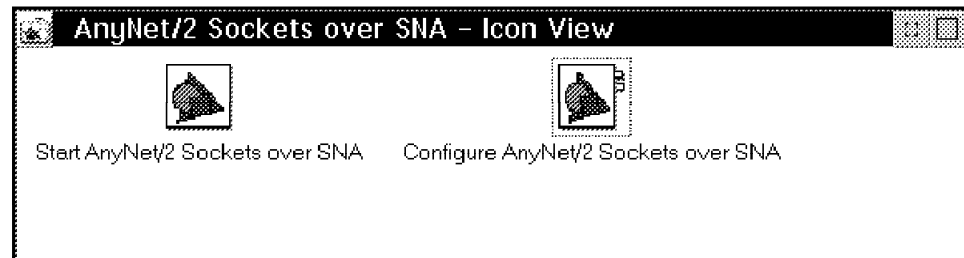 AnyNet/2 Sockets over SNA – Icon View
Start AnyNet/2 Sockets over SNA
Configure AnyNet/2 Sockets over SNA